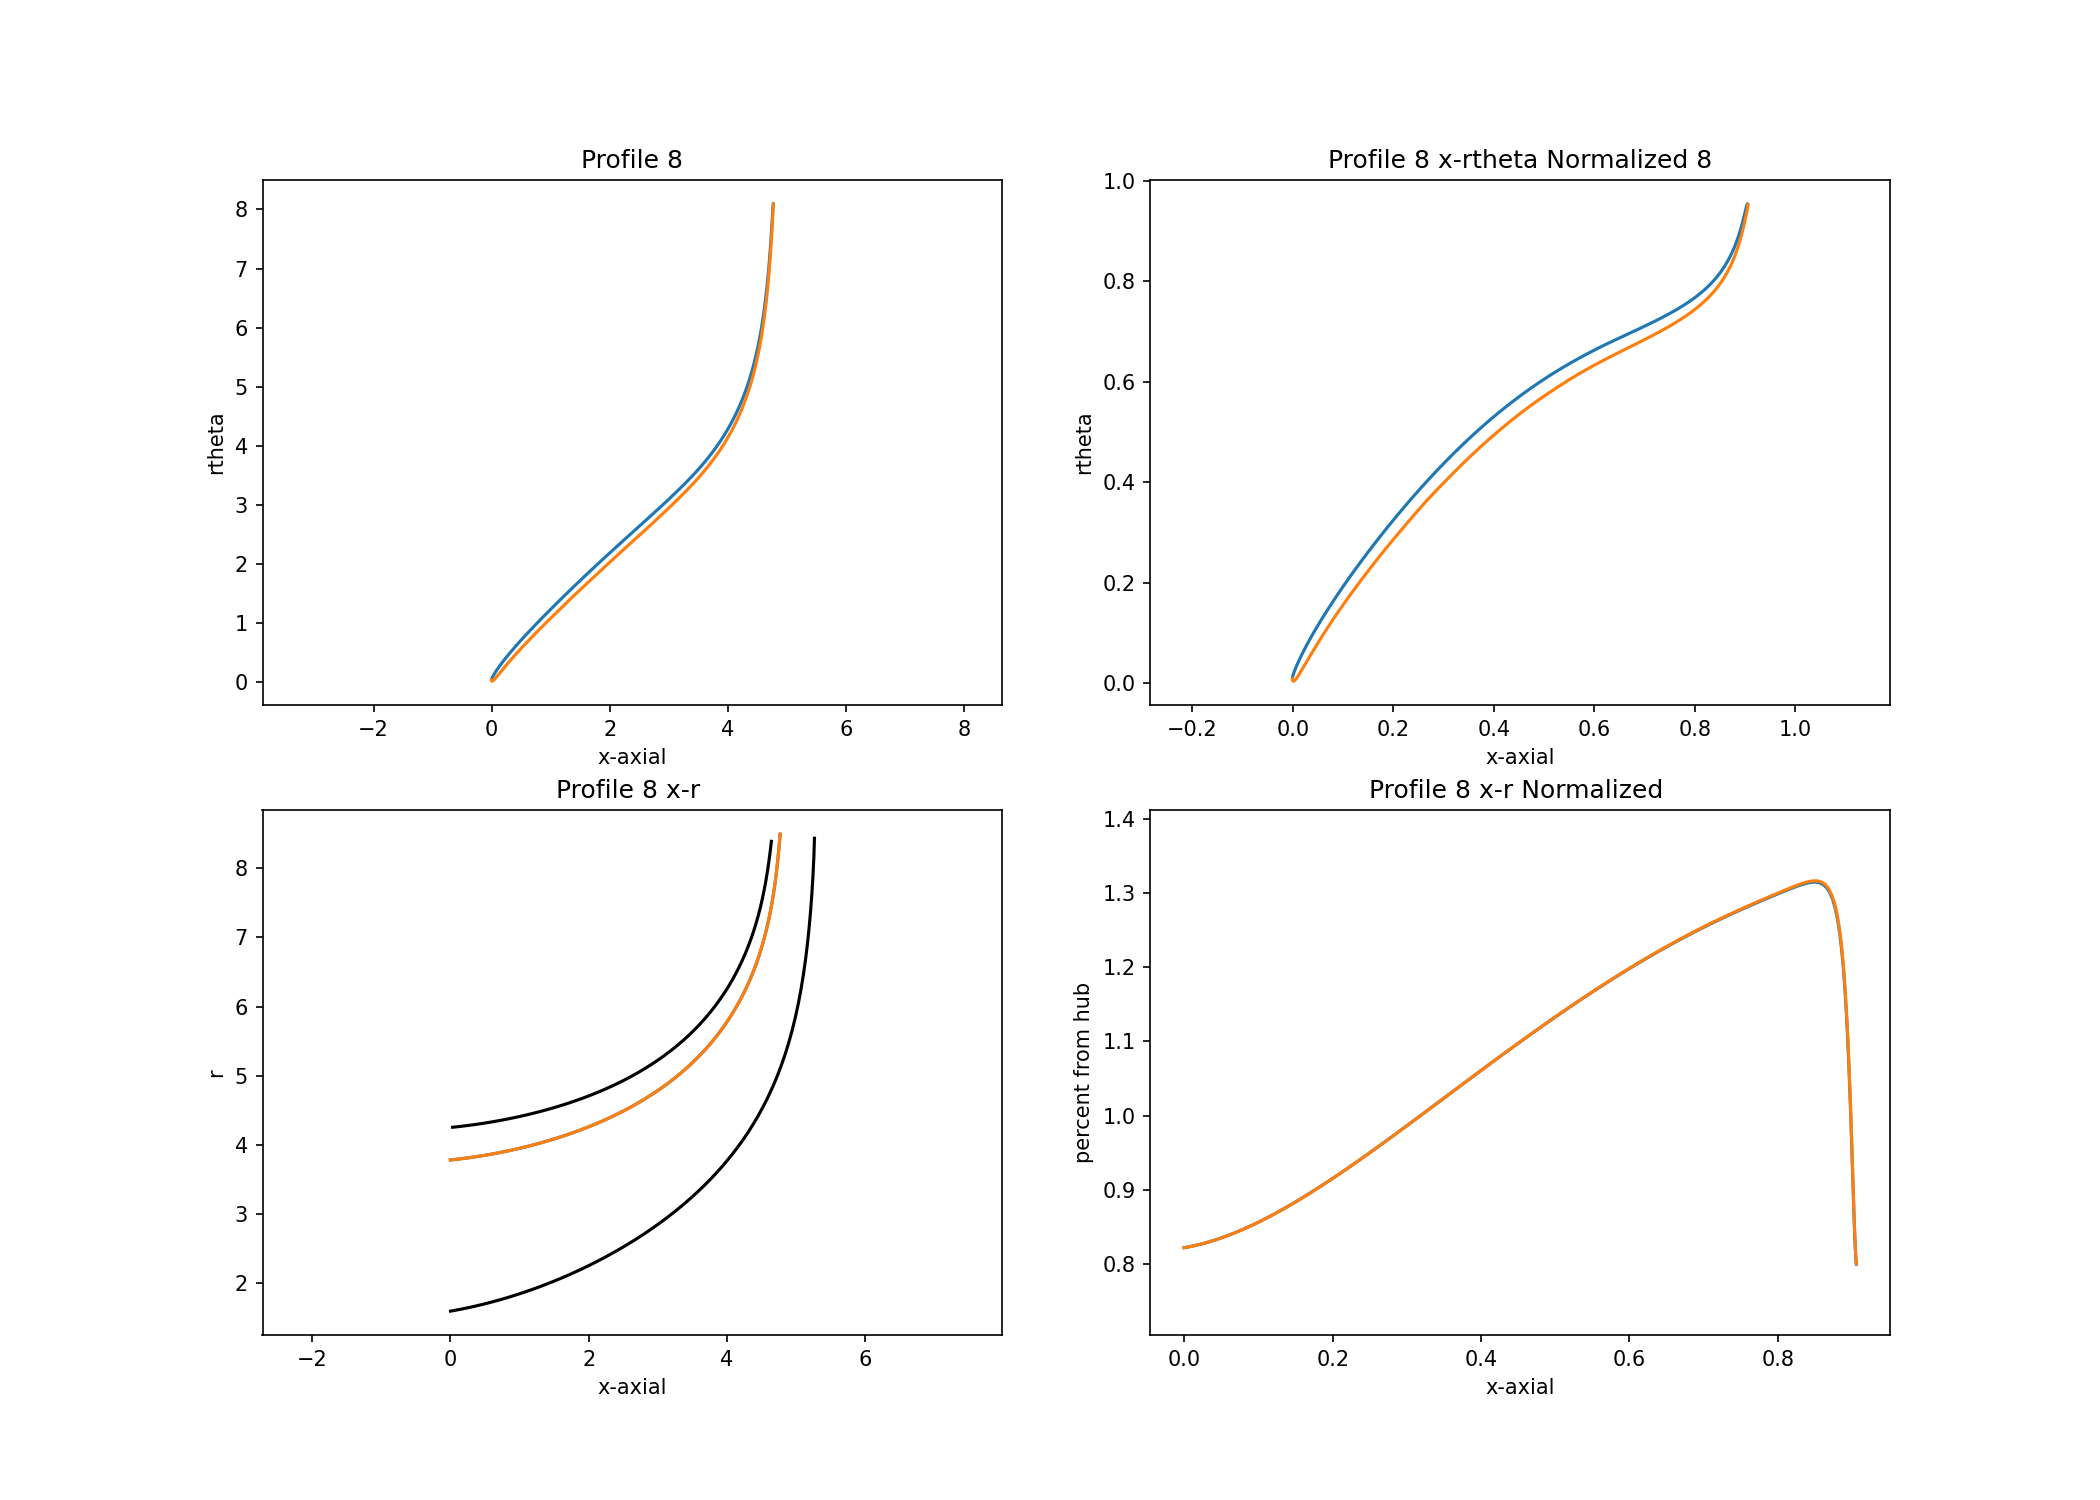 Profile 8
8
7
6
5
4
3
2
1
0
rtheta
−2 0 2 4 6 8
x-axial
Profile 8 x-rtheta Normalized 8
1.0
0.8
0.6
0.4
0.2
0.0
rtheta
−0.2 0.0 0.2 0.4 0.6 0.8 1.0
x-axial
Profile 8 x-r
8
7
6
5
4
3
2
r
−2 0 2 4 6
x-axial
Profile 8 x-r Normalized
1.4
1.3
1.2
1.1
1.0
0.9
0.8
percent from hub
0.0 0.2 0.4 0.6 0.8
x-axial